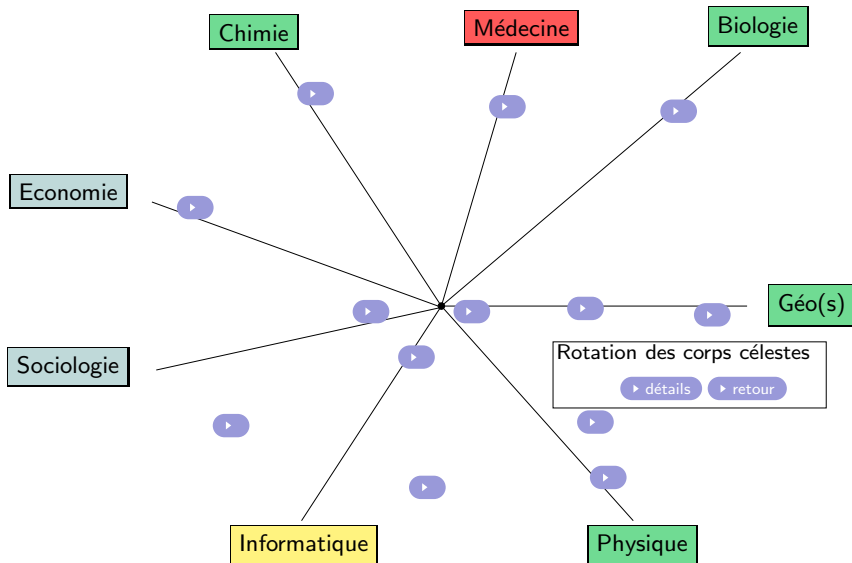 Chimie
Médecine
Biologie
Economie
Géo(s)
Rotation des corps célestes
Sociologie
détails
retour
Informatique
Physique